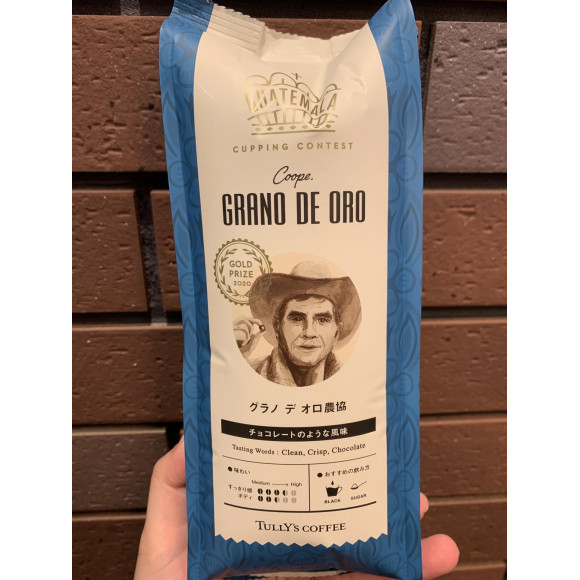 GUATEMALA
CUPPING CONTEST
Coope.
GRANO DE ORO
GOLD
PRIZE
2020
グラノ デ オロ農協
チョコレートのような風味
Tasting Words : Clean, Crisp, Chocolate
●味わい
Medium → High
すっきり感
ボディ
●おすすめの飲み方
BLACK
SUGAR
TULLY'S COFFEE